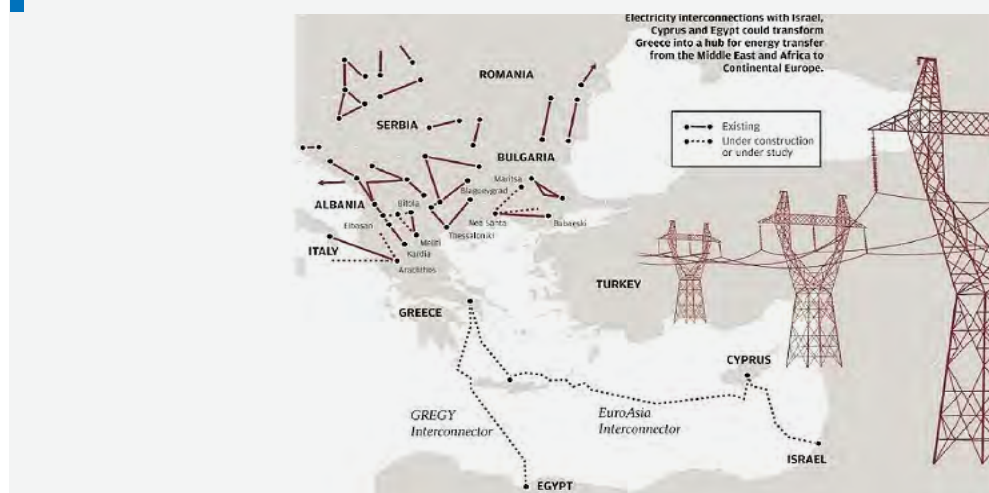 Electricity interconnections with Israel,
Cyprus and Egypt could transform
Greece into a hub for energy transfer
from the Middle East and Africa to
Continental Europe.
ROMANIA
SERBIA
Existing
Under construction
or under study
BULGARIA
Maritsa
Blagoevgrad
ALBANIA
Bitola
Elbasan
Nea Santa
Babaeski
Meliti
Thessaloniki
ITALY
Kardia
Arachthos
TURKEY
GREECE
CYPRUS
GREGY
Interconnector
EuroAsia
Interconnector
ISRAEL
EGYPT